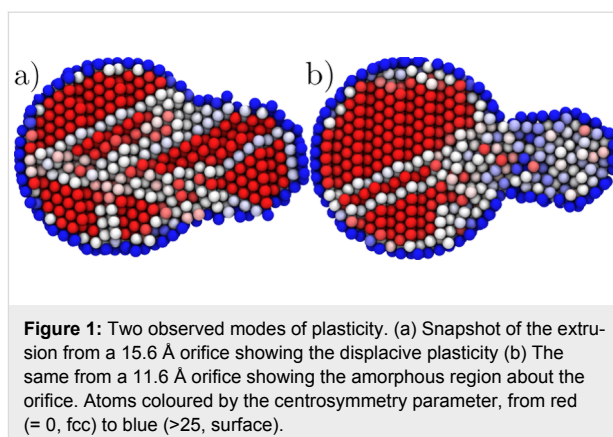 a)
b)
Figure 1: Two observed modes of plasticity. (a) Snapshot of the extru-
sion from a 15.6 Å orifice showing the displacive plasticity (b) The
same from a 11.6 Å orifice showing the amorphous region about the
orifice. Atoms coloured by the centrosymmetry parameter, from red
(= 0, fcc) to blue (>25, surface).